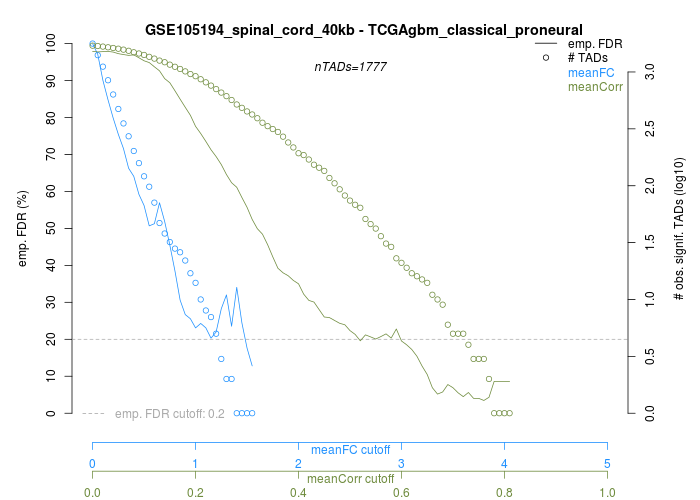 GSE105194_spinal_cord_40kb - TCGAgbm_classical_proneural
emp. FDR
# TADs
meanFC
meanCorr
nTADs=1777
emp. FDR (%)
100
90
80
70
60
50
40
30
20
10
0
# obs. signif. TADs (log10)
3.0
2.5
2.0
1.5
1.0
0.5
0.0
emp. FDR cutoff: 0.2
meanFC cutoff
0 1 2 3 4 5
meanCorr cutoff
0.0 0.2 0.4 0.6 0.8 1.0